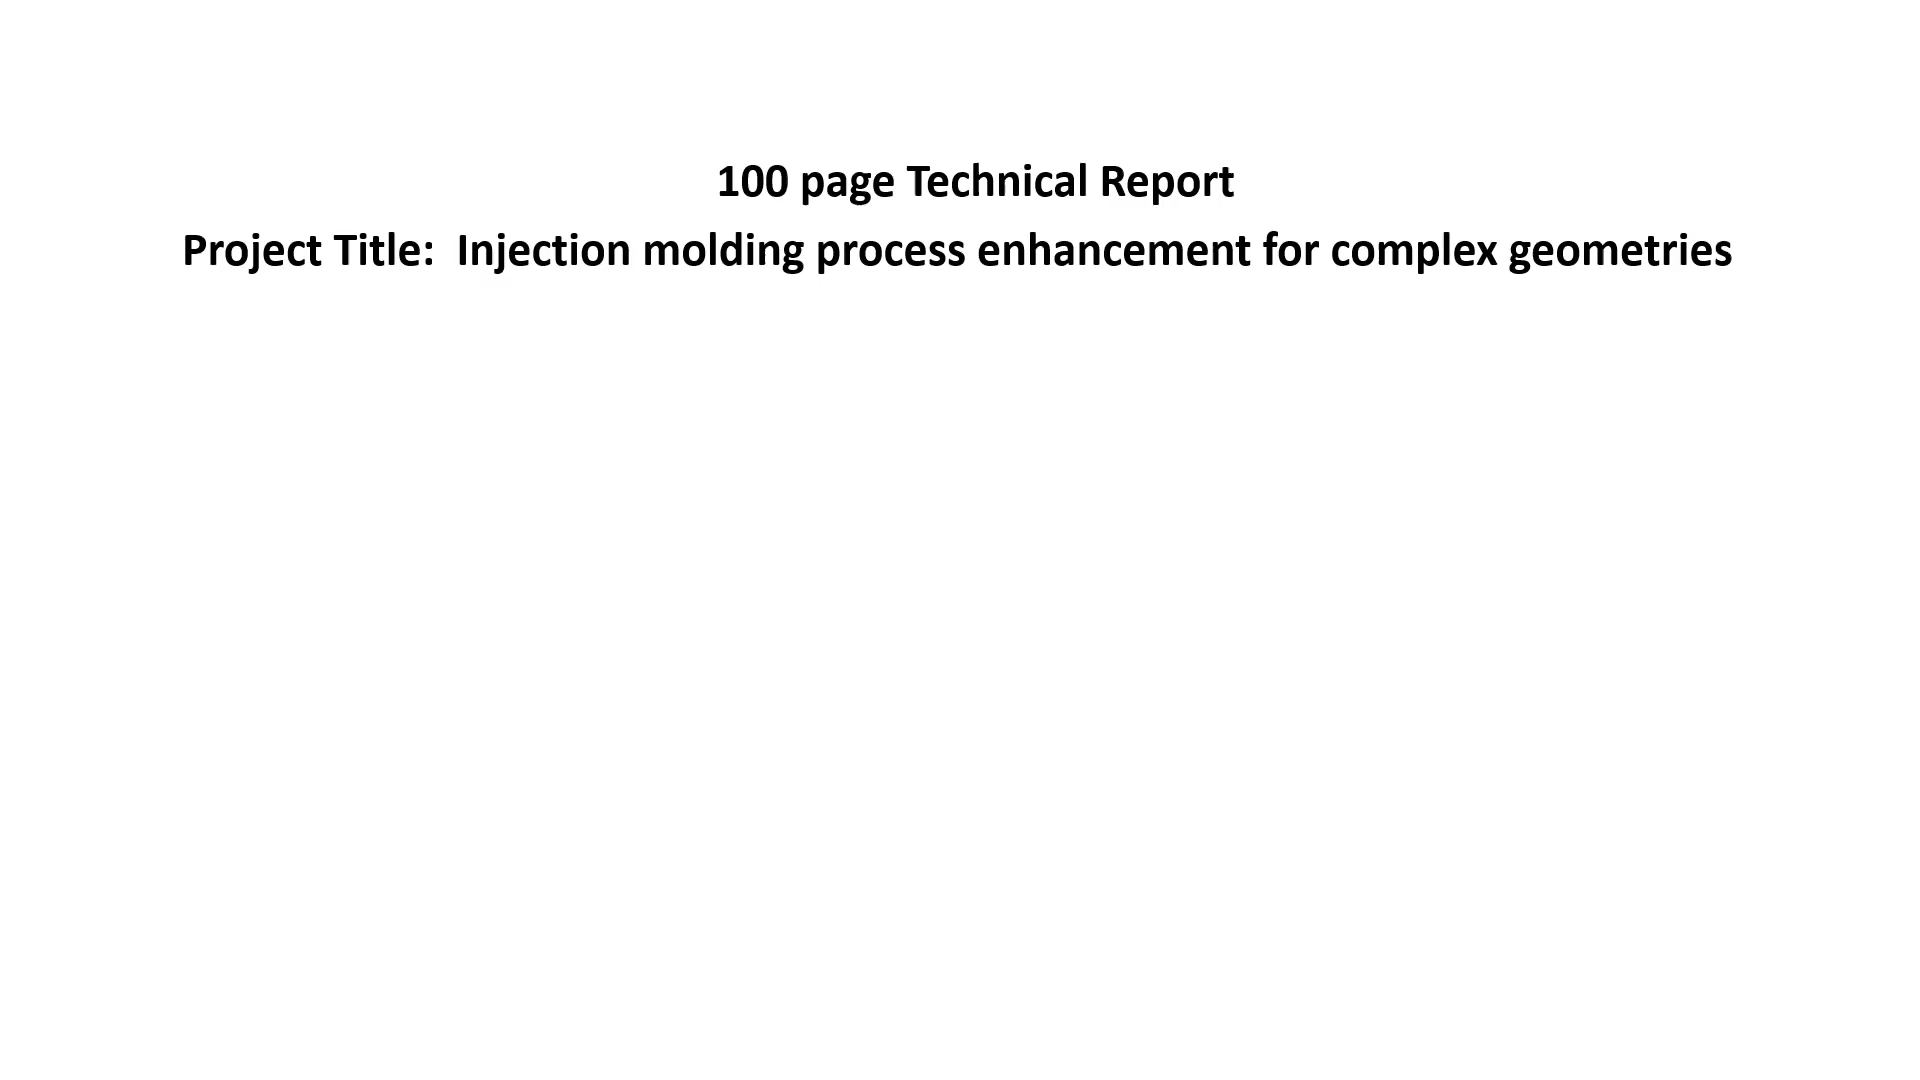 100 page Technical Report
Project Title:  Injection molding process enhancement for complex geometries